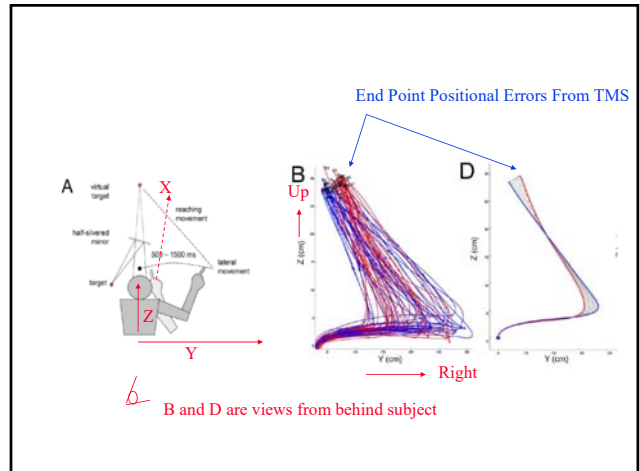 End Point Positional Errors From TMS
A
virtual
target
X
reaching
movement
half-silvered
mirror
500 – 1500 ms
lateral
movement
target
Z
Y
B
Up
Z (cm)
Y (cm)
Right
D
Z (cm)
Y (cm)
B and D are views from behind subject